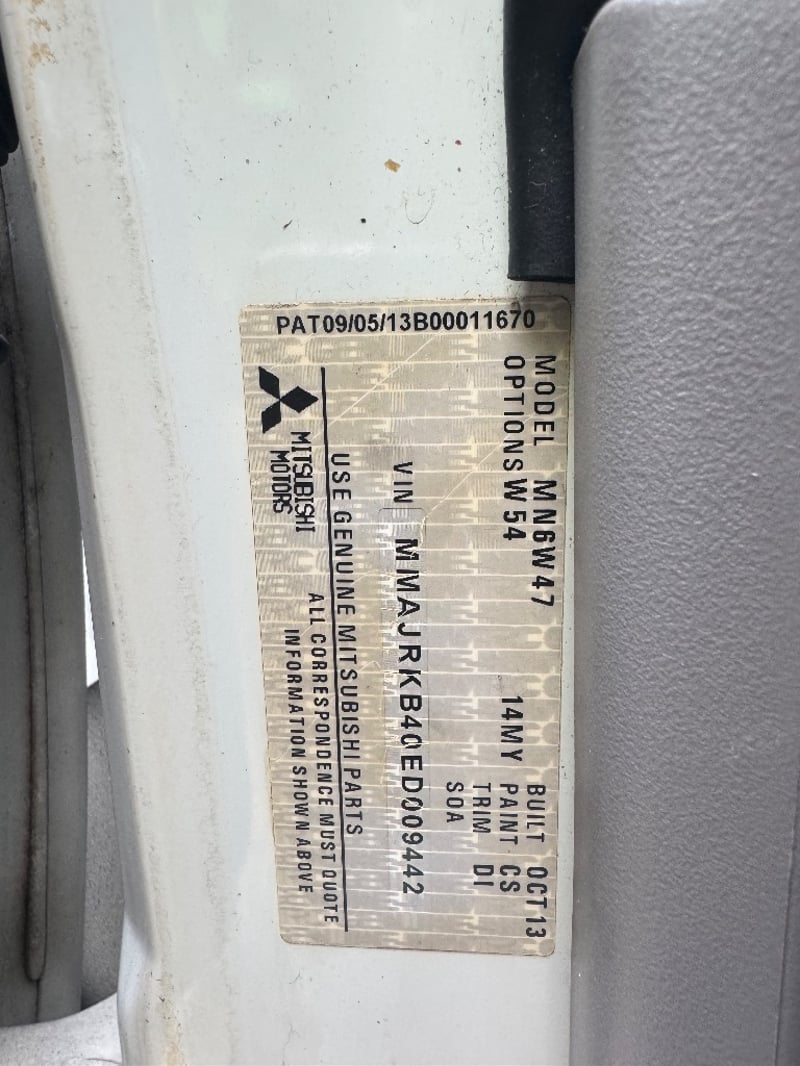 PAT09/05/13B00011670
MODEL MN6W47 BUILT OCT13
OPTIONS W54 14MY PAINT CS
TRIM DI
SOA
VIN MMAJRKB40ED009442
USE GENUINE MITSUBISHI PARTS
MITSUBISHI
MOTORS
ALL CORRESPONDENCE MUST QUOTE
INFORMATION SHOWN ABOVE